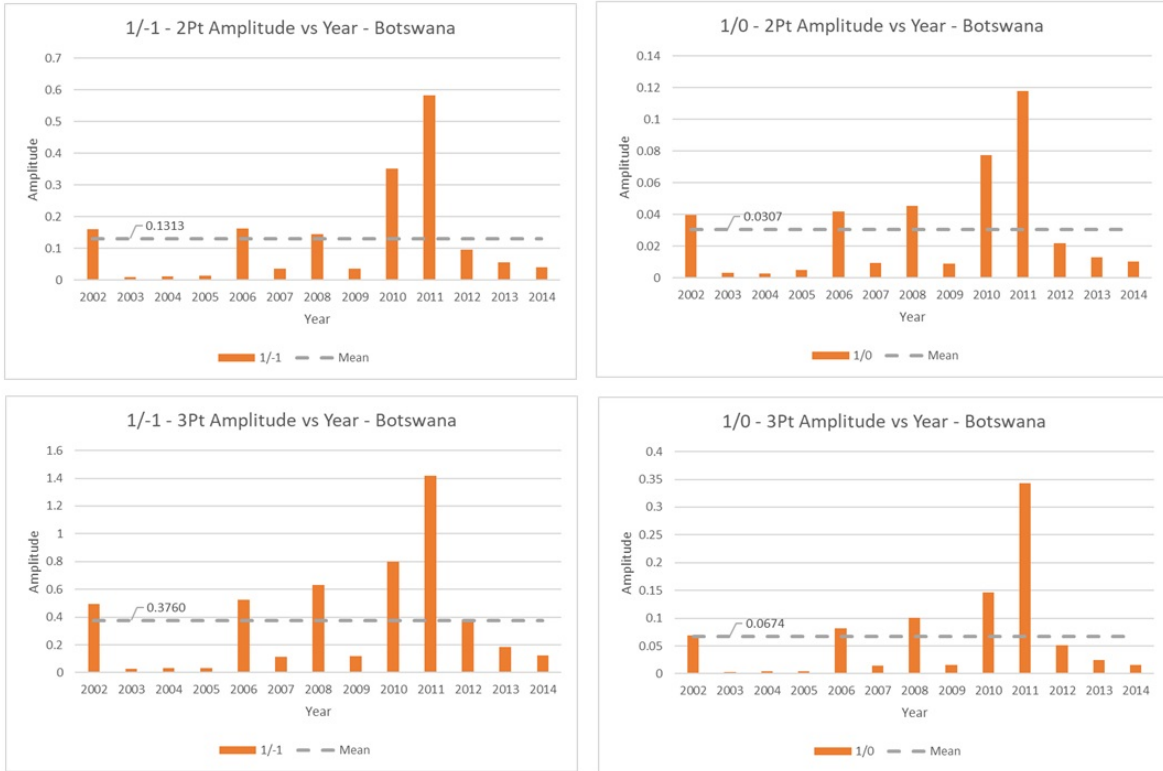 1/-1 - 2Pt Amplitude vs Year - Botswana
0.7
0.6
0.5
0.4
0.3
0.2
0.1
0
Amplitude
0.1313
2002 2003 2004 2005 2006 2007 2008 2009 2010 2011 2012 2013 2014
Year
1/-1 Mean
1/0 - 2Pt Amplitude vs Year - Botswana
0.14
0.12
0.1
0.08
0.06
0.04
0.02
0
Amplitude
0.0307
2002 2003 2004 2005 2006 2007 2008 2009 2010 2011 2012 2013 2014
Year
1/0 Mean
1/-1 - 3Pt Amplitude vs Year - Botswana
1.6
1.4
1.2
1
0.8
0.6
0.4
0.2
0
Amplitude
0.3760
2002 2003 2004 2005 2006 2007 2008 2009 2010 2011 2012 2013 2014
Year
1/-1 Mean
1/0 - 3Pt Amplitude vs Year - Botswana
0.4
0.35
0.3
0.25
0.2
0.15
0.1
0.05
0
Amplitude
0.0674
2002 2003 2004 2005 2006 2007 2008 2009 2010 2011 2012 2013 2014
Year
1/0 Mean